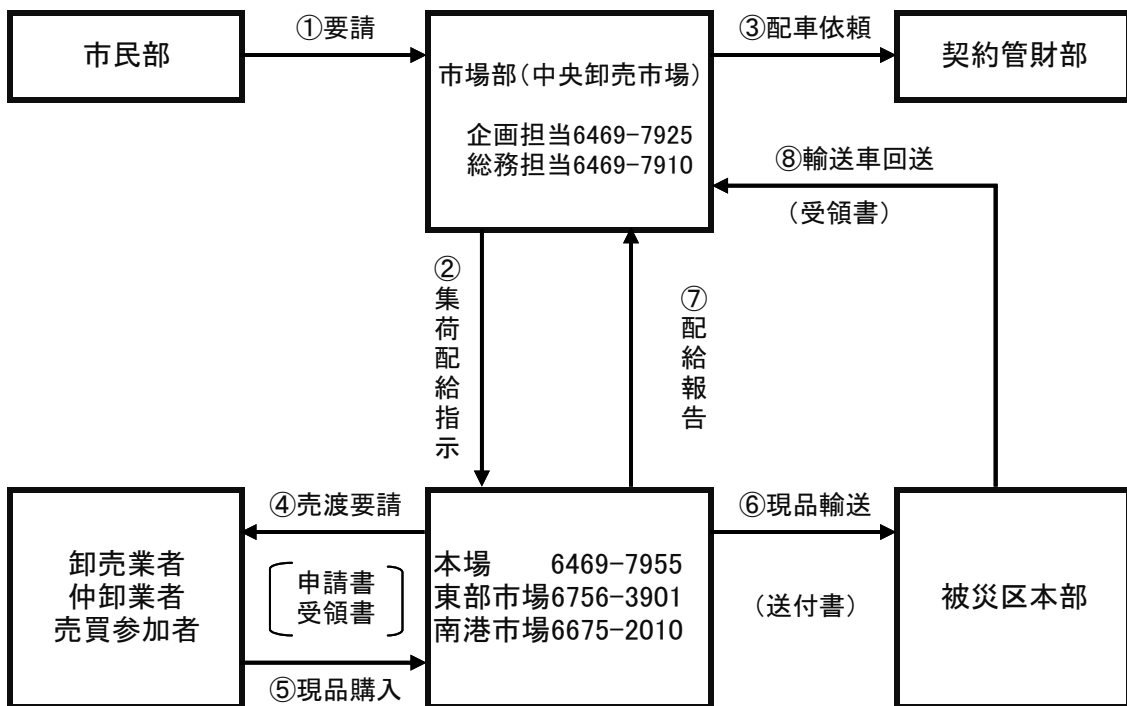 ①要請
③配車依頼
市民部
市場部(中央卸売市場)
企画担当6469-7925
総務担当6469-7910
契約管財部
⑧輸送車回送
(受領書)
②集荷配給指示
⑦配給報告
④売渡要請
⑥現品輸送
卸売業者
仲卸業者
売買参加者
申請書
受領書
本場 6469-7955
東部市場6756-3901
南港市場6675-2010
(送付書)
被災区本部
⑤現品購入